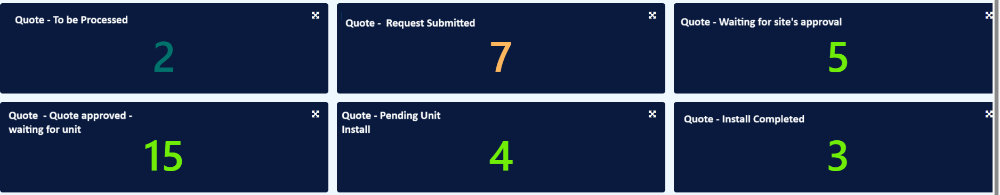 Quote - To be Processed
2
Quote -  Request Submitted
7
Quote - Waiting for site's approval
5
Quote  - Quote approved -
waiting for unit
15
Quote - Pending Unit
Install
4
Quote - Install Completed
3